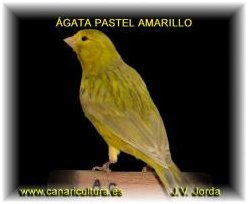 ÁGATA PASTEL AMARILLO
www.canaricultura.es
J.V. Jorda